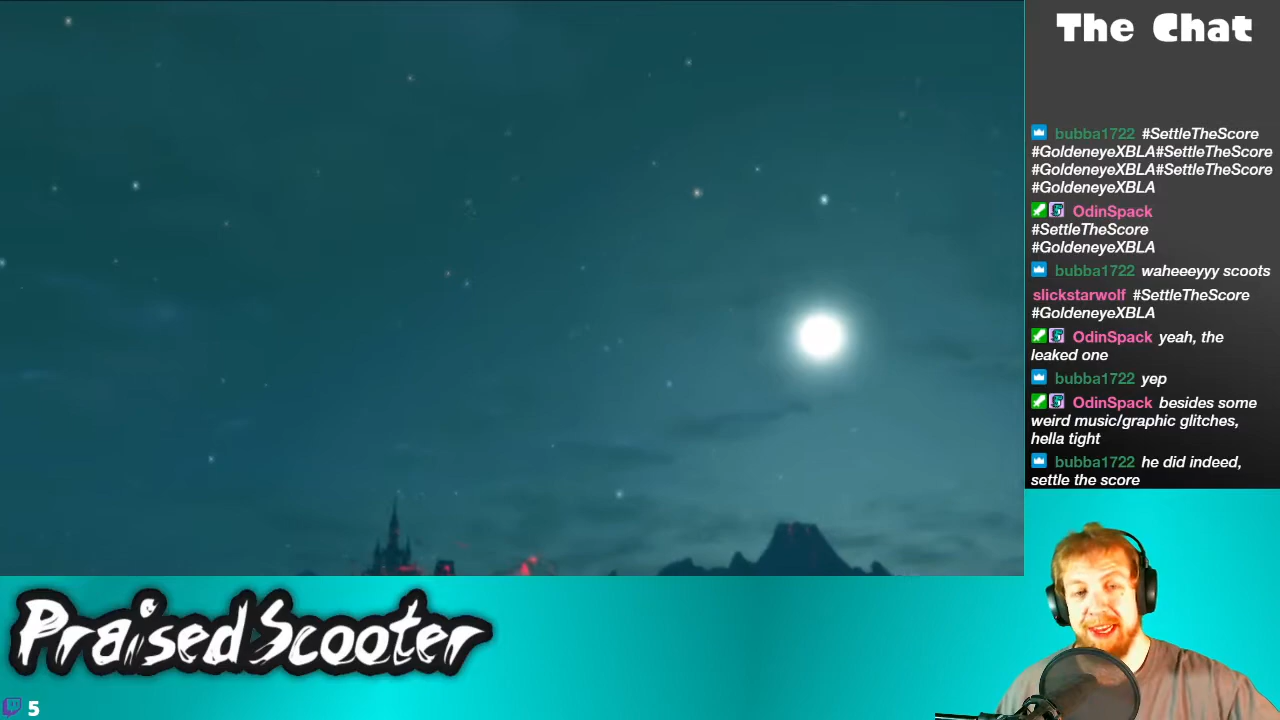 The Chat
bubba1722 #SettleTheScore
#GoldeneyeXBLA#SettleTheScore
#GoldeneyeXBLA#SettleTheScore
#GoldeneyeXBLA
OdinSpack
#SettleTheScore
#GoldeneyeXBLA
bubba1722 waheeeyyy scoots
slickstarwolf #SettleTheScore
#GoldeneyeXBLA
OdinSpack yeah, the
leaked one
bubba1722 yep
OdinSpack besides some
weird music/graphic glitches,
hella tight
bubba1722 he did indeed,
settle the score
PraisedScooter
5